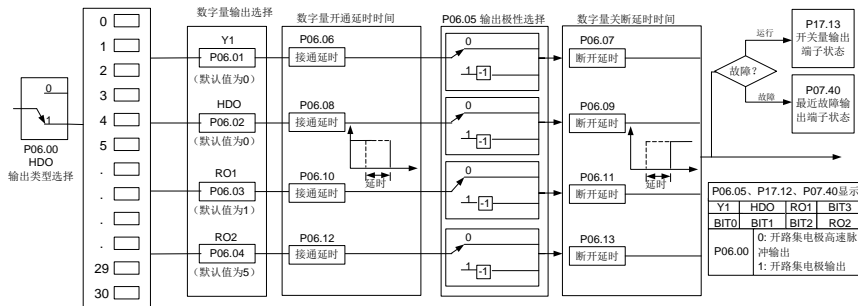 0
1
P06.00
HDO
输出类型选择
0
1
2
3
4
5
.
.
.
.
29
30
数字量输出选择
Y1
P06.01
(默认值为0)
HDO
P06.02
(默认值为0)
RO1
P06.03
(默认值为1)
RO2
P06.04
(默认值为5)
数字量开通延时时间
P06.06
接通延时
P06.08
接通延时
延时
P06.10
接通延时
P06.12
接通延时
P06.05 输出极性选择
0
1
-1
0
1
-1
0
1
-1
0
1
-1
数字量关断延时时间
P06.07
断开延时
P06.09
断开延时
延时
P06.11
断开延时
P06.13
断开延时
故障?
运行
故障
P17.13
开关量输出
端子状态
P07.40
最近故障输
出端子状态
P06.05、P17.12、P07.40显示
Y1 HDO RO1 BIT3
BIT0 BIT1 BIT2 RO2
P06.00
0: 开路集电极高速脉
冲输出
1: 开路集电极输出